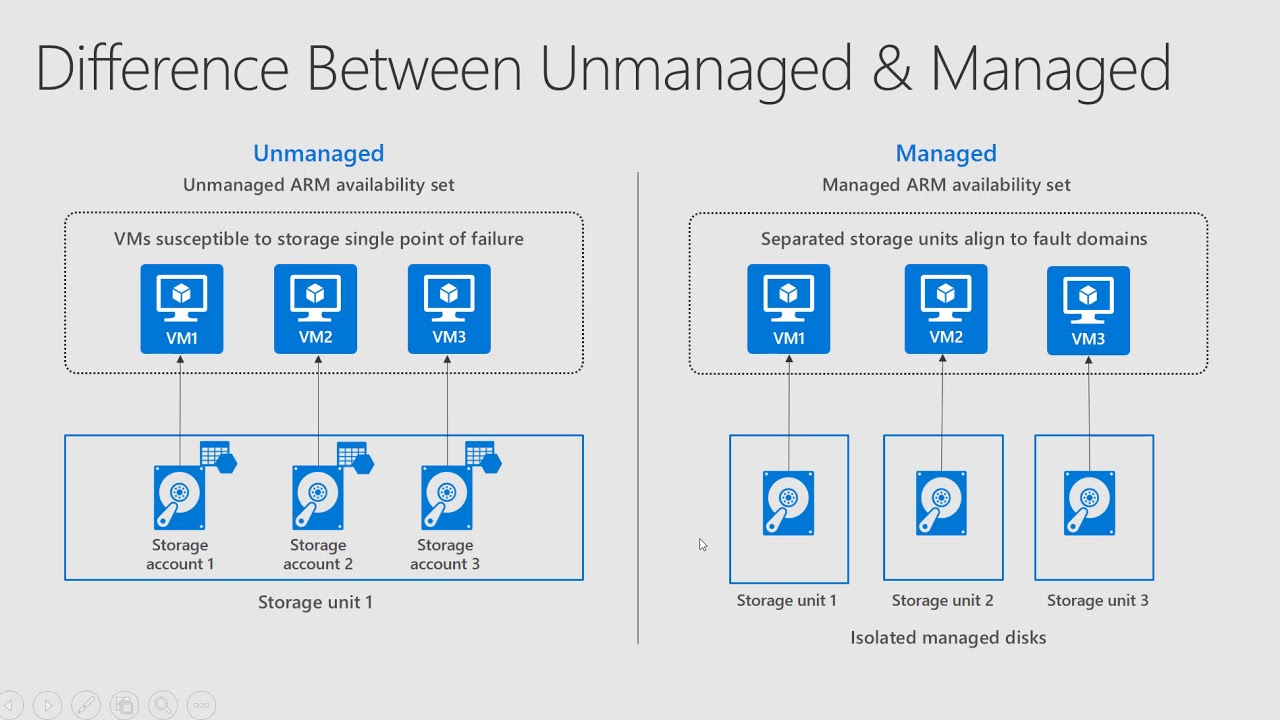 Difference Between Unmanaged & Managed
Unmanaged
Unmanaged ARM availability set
VMs susceptible to storage single point of failure
VM1
VM2
VM3
Storage
account 1
Storage
account 2
Storage
account 3
Storage unit 1
Managed
Managed ARM availability set
Separated storage units align to fault domains
VM1
VM2
VM3
Storage unit 1
Storage unit 2
Storage unit 3
Isolated managed disks